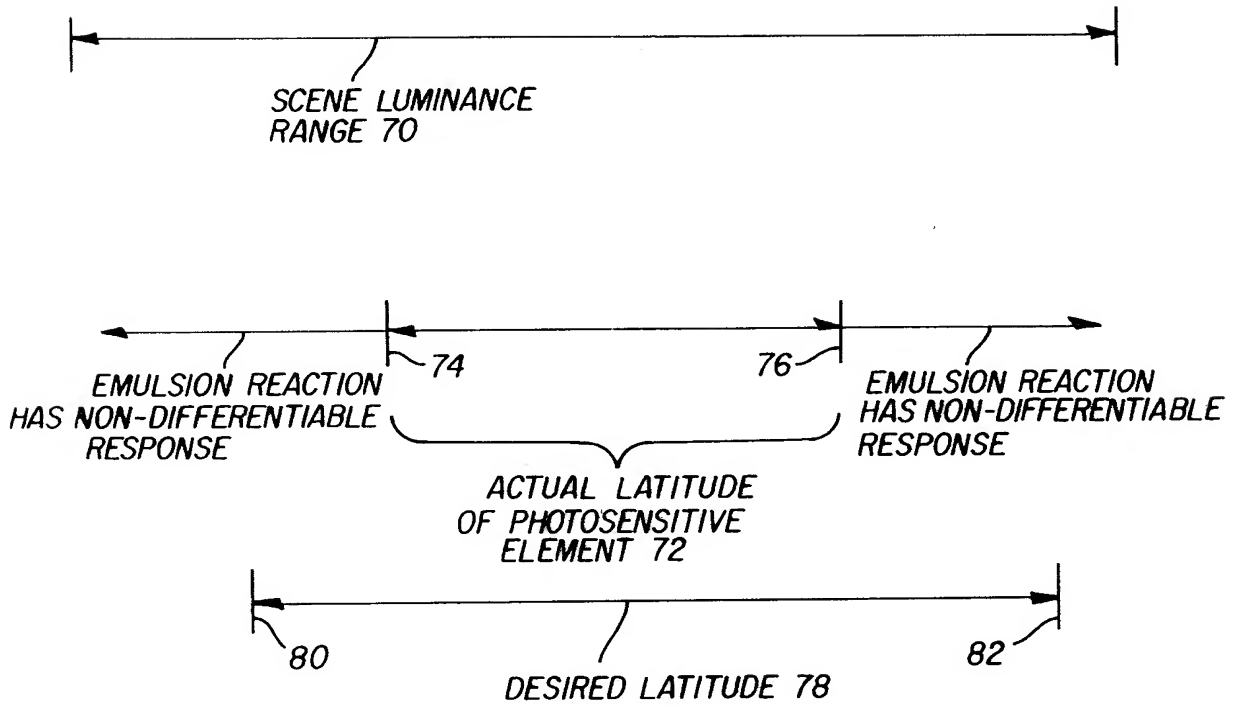 SCENE LUMINANCE
RANGE 70
74
76
EMULSION REACTION
HAS NON-DIFFERENTIABLE
RESPONSE
EMULSION REACTION
HAS NON-DIFFERENTIABLE
RESPONSE
ACTUAL LATITUDE
OF PHOTOSENSITIVE
ELEMENT 72
80
82
DESIRED LATITUDE 78